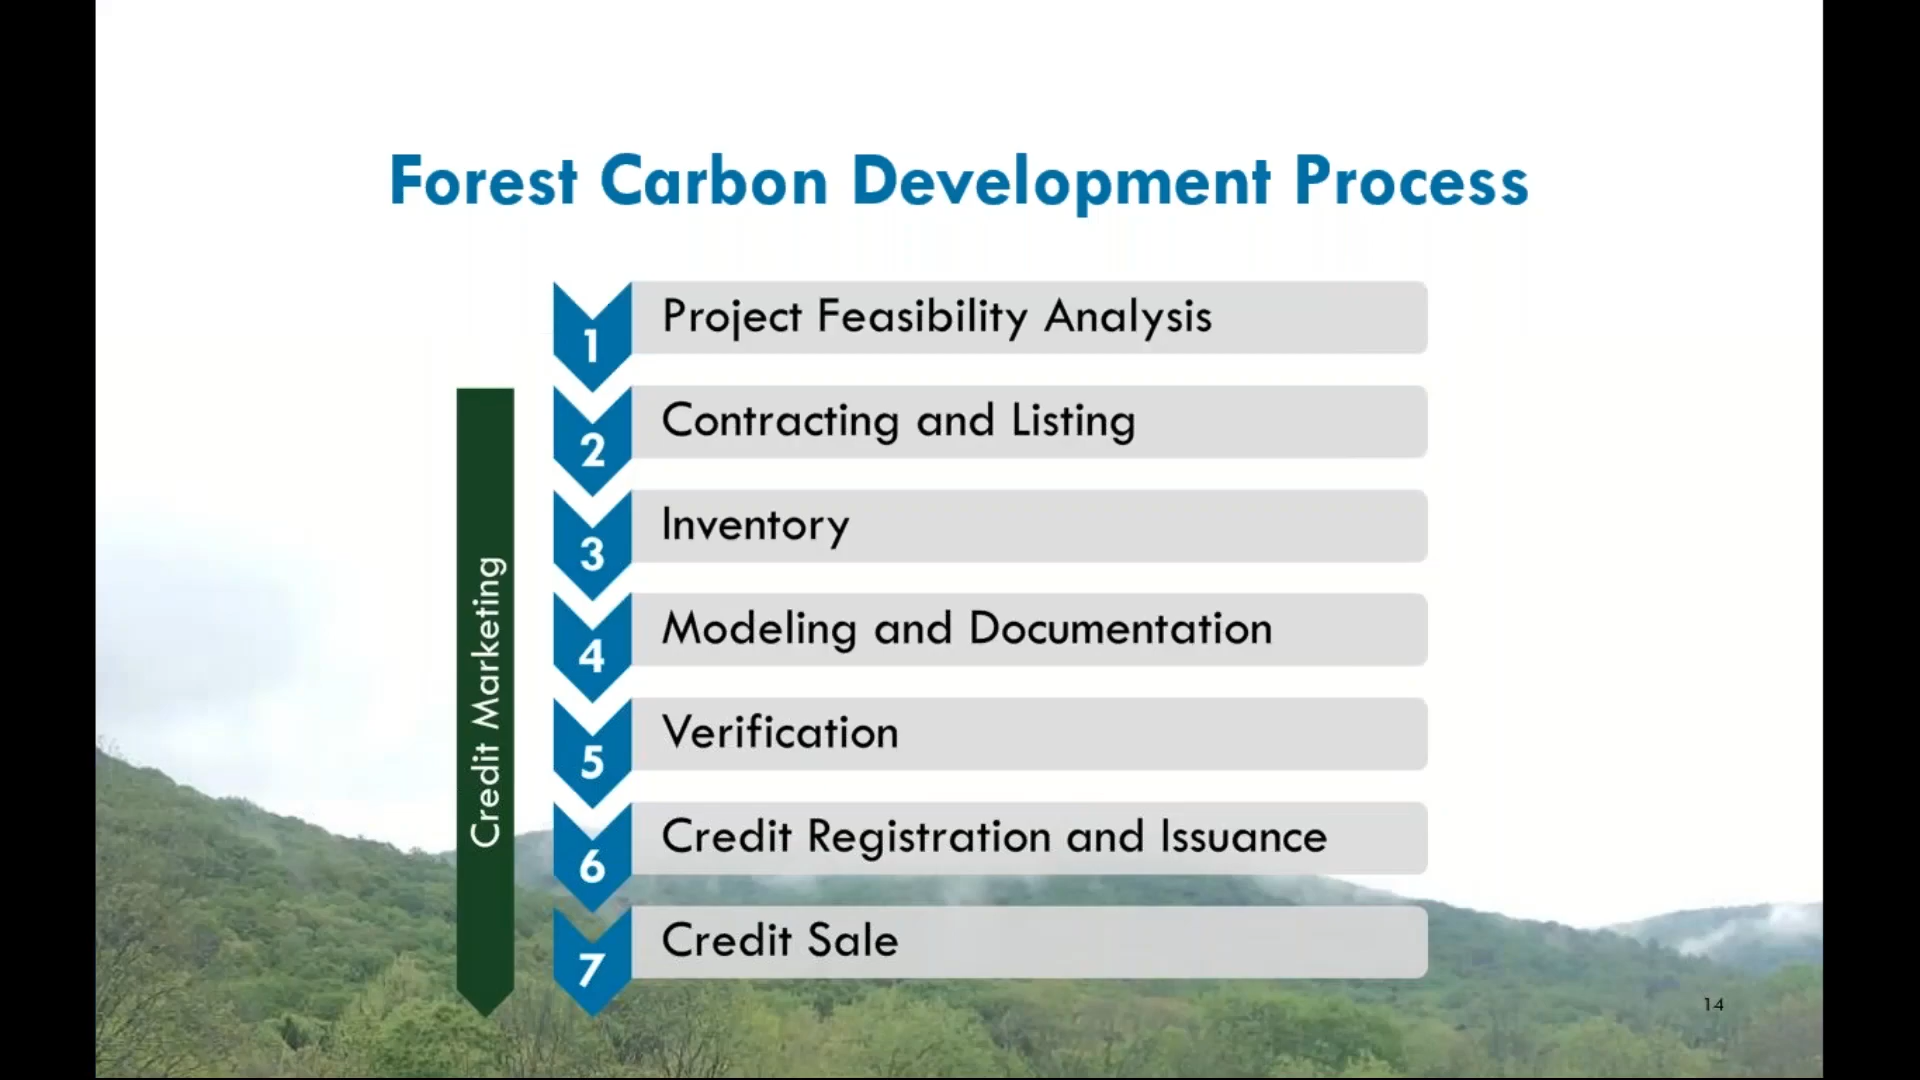 Forest Carbon Development Process
1 Project Feasibility Analysis
2 Contracting and Listing
3 Inventory
4 Modeling and Documentation
5 Verification
6 Credit Registration and Issuance
7 Credit Sale
Credit Marketing
14